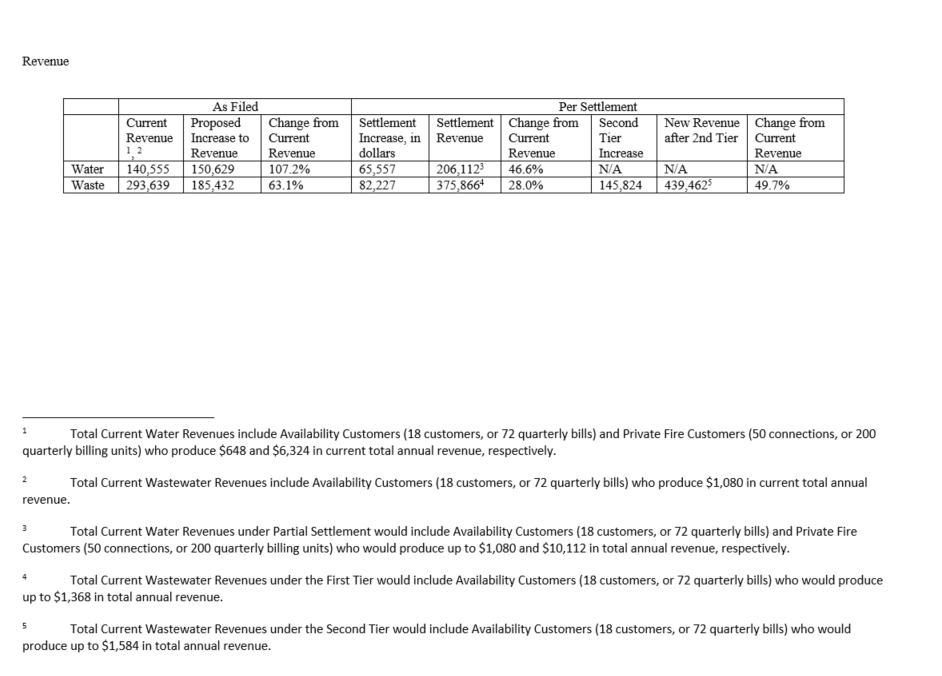 Revenue
As Filed Per Settlement
Current Revenue 1, 2 Proposed Increase to Revenue Change from Current Revenue Settlement Increase, in dollars Settlement Revenue Change from Current Revenue Second Tier Increase New Revenue after 2nd Tier Change from Current Revenue
Water 140,555 150,629 107.2% 65,557 206,112³ 46.6% N/A N/A N/A
Waste 293,639 185,432 63.1% 82,227 375,866⁴ 28.0% 145,824 439,462⁵ 49.7%
1 Total Current Water Revenues include Availability Customers (18 customers, or 72 quarterly bills) and Private Fire Customers (50 connections, or 200
quarterly billing units) who produce $648 and $6,324 in current total annual revenue, respectively.
2 Total Current Wastewater Revenues include Availability Customers (18 customers, or 72 quarterly bills) who produce $1,080 in current total annual
revenue.
3 Total Current Water Revenues under Partial Settlement would include Availability Customers (18 customers, or 72 quarterly bills) and Private Fire
Customers (50 connections, or 200 quarterly billing units) who would produce up to $1,080 and $10,112 in total annual revenue, respectively.
4 Total Current Wastewater Revenues under the First Tier would include Availability Customers (18 customers, or 72 quarterly bills) who would produce
up to $1,368 in total annual revenue.
5 Total Current Wastewater Revenues under the Second Tier would include Availability Customers (18 customers, or 72 quarterly bills) who would
produce up to $1,584 in total annual revenue.